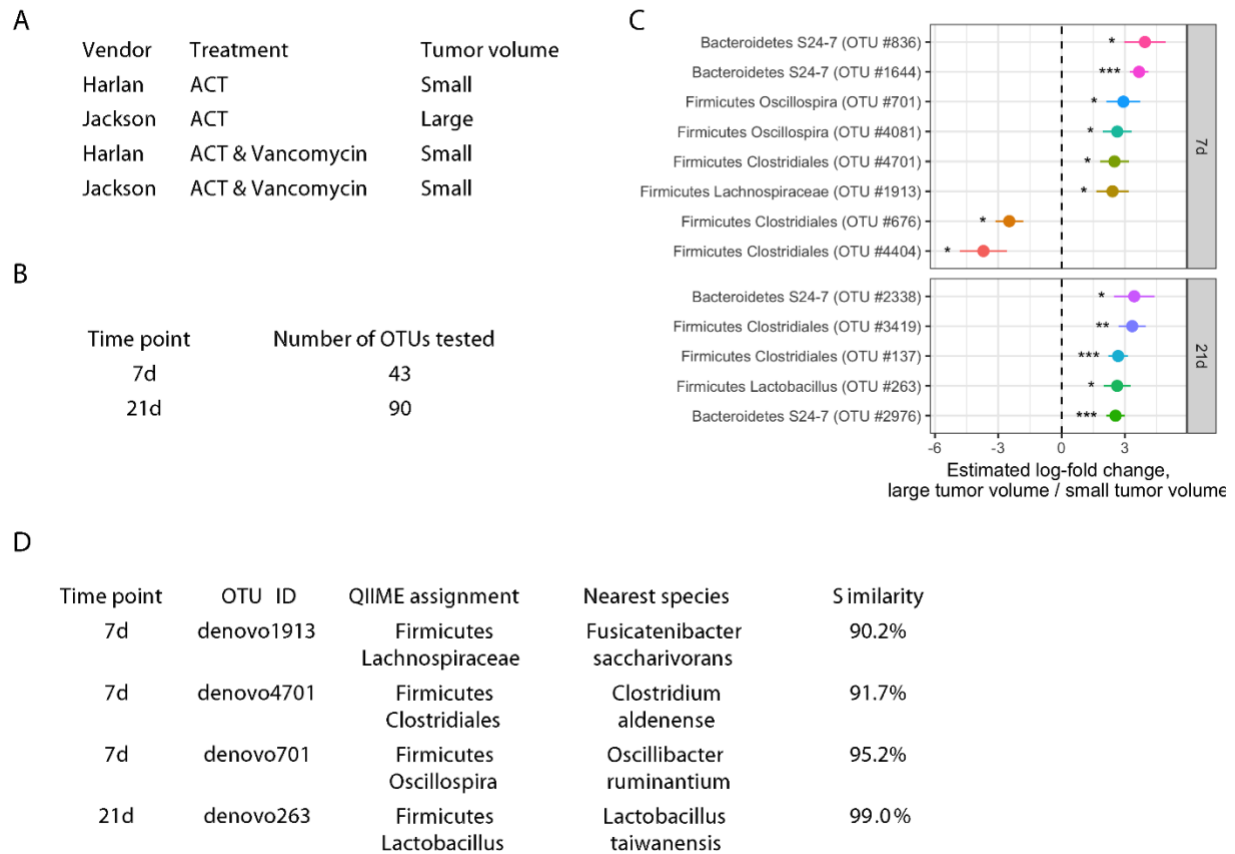 A
Vendor Treatment Tumor volume
Harlan ACT Small
Jackson ACT Large
Harlan ACT & Vancomycin Small
Jackson ACT & Vancomycin Small
B
Time point Number of OTUs tested
7d 43
21d 90
C
Bacteroidetes S24-7 (OTU #836) *
Bacteroidetes S24-7 (OTU #1644) ***
Firmicutes Oscillospira (OTU #701) *
Firmicutes Oscillospira (OTU #4081) *
Firmicutes Clostridiales (OTU #4701) *
Firmicutes Lachnospiraceae (OTU #1913) *
Firmicutes Clostridiales (OTU #676) *
Firmicutes Clostridiales (OTU #4404) *
7d
Bacteroidetes S24-7 (OTU #2338) *
Firmicutes Clostridiales (OTU #3419) **
Firmicutes Clostridiales (OTU #137) ***
Firmicutes Lactobacillus (OTU #263) *
Bacteroidetes S24-7 (OTU #2976) ***
21d
-6 -3 0 3
Estimated log-fold change,
large tumor volume / small tumor volume
D
Time point OTU ID QIIME assignment Nearest species Similarity
7d denovo1913 Firmicutes Fusicatenibacter 90.2%
Lachnospiraceae saccharivorans
7d denovo4701 Firmicutes Clostridium 91.7%
Clostridiales aldenense
7d denovo701 Firmicutes Oscillibacter 95.2%
Oscillospira ruminantium
21d denovo263 Firmicutes Lactobacillus 99.0%
Lactobacillus taiwanensis